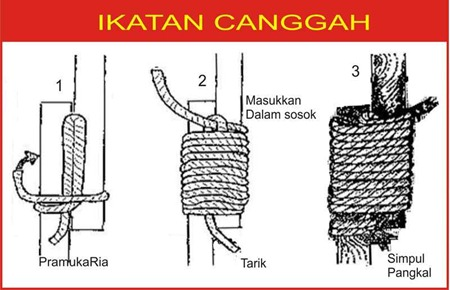 IKATAN CANGGAH
1
2
3
Masukkan
Dalam sosok
PramukaRia
Tarik
Simpul
Pangkal